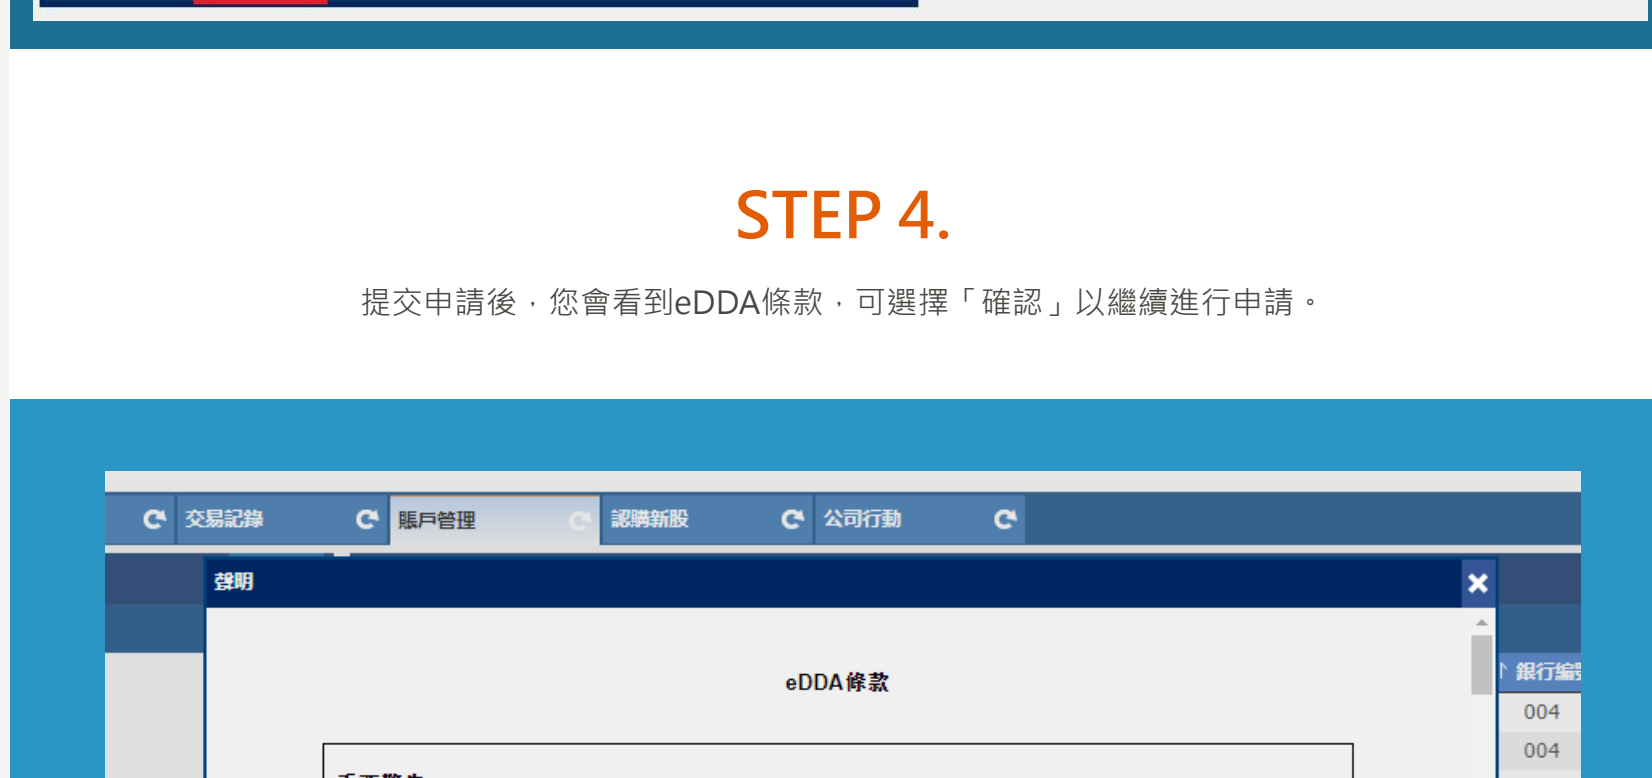 STEP 4.
提交申請後，您會看到eDDA條款，可選擇「確認」以繼續進行申請。
交易記錄
賬戶管理
認購新股
公司行動
聲明
eDDA條款
↑ 銀行編號
004
004